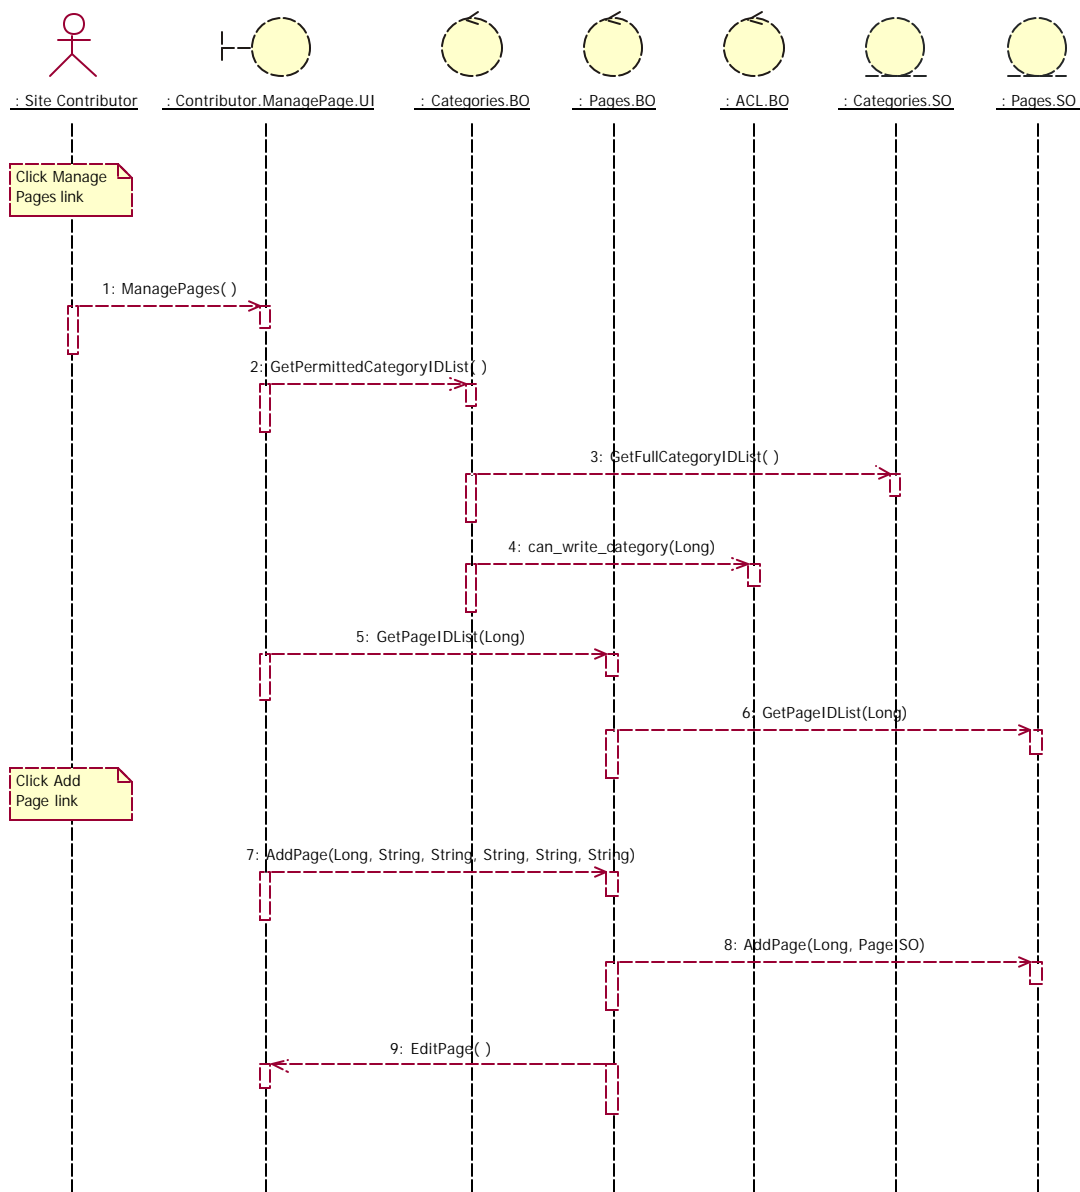 : Site Contributor
: Contributor.ManagePage.UI
: Categories.BO
: Pages.BO
: ACL.BO
: Categories.SO
: Pages.SO
Click Manage
Pages link
1: ManagePages( )
2: GetPermittedCategoryIDList( )
3: GetFullCategoryIDList( )
4: can_write_category(Long)
5: GetPageIDList(Long)
6: GetPageIDList(Long)
Click Add
Page link
7: AddPage(Long, String, String, String, String, String)
8: AddPage(Long, Page.SO)
9: EditPage( )